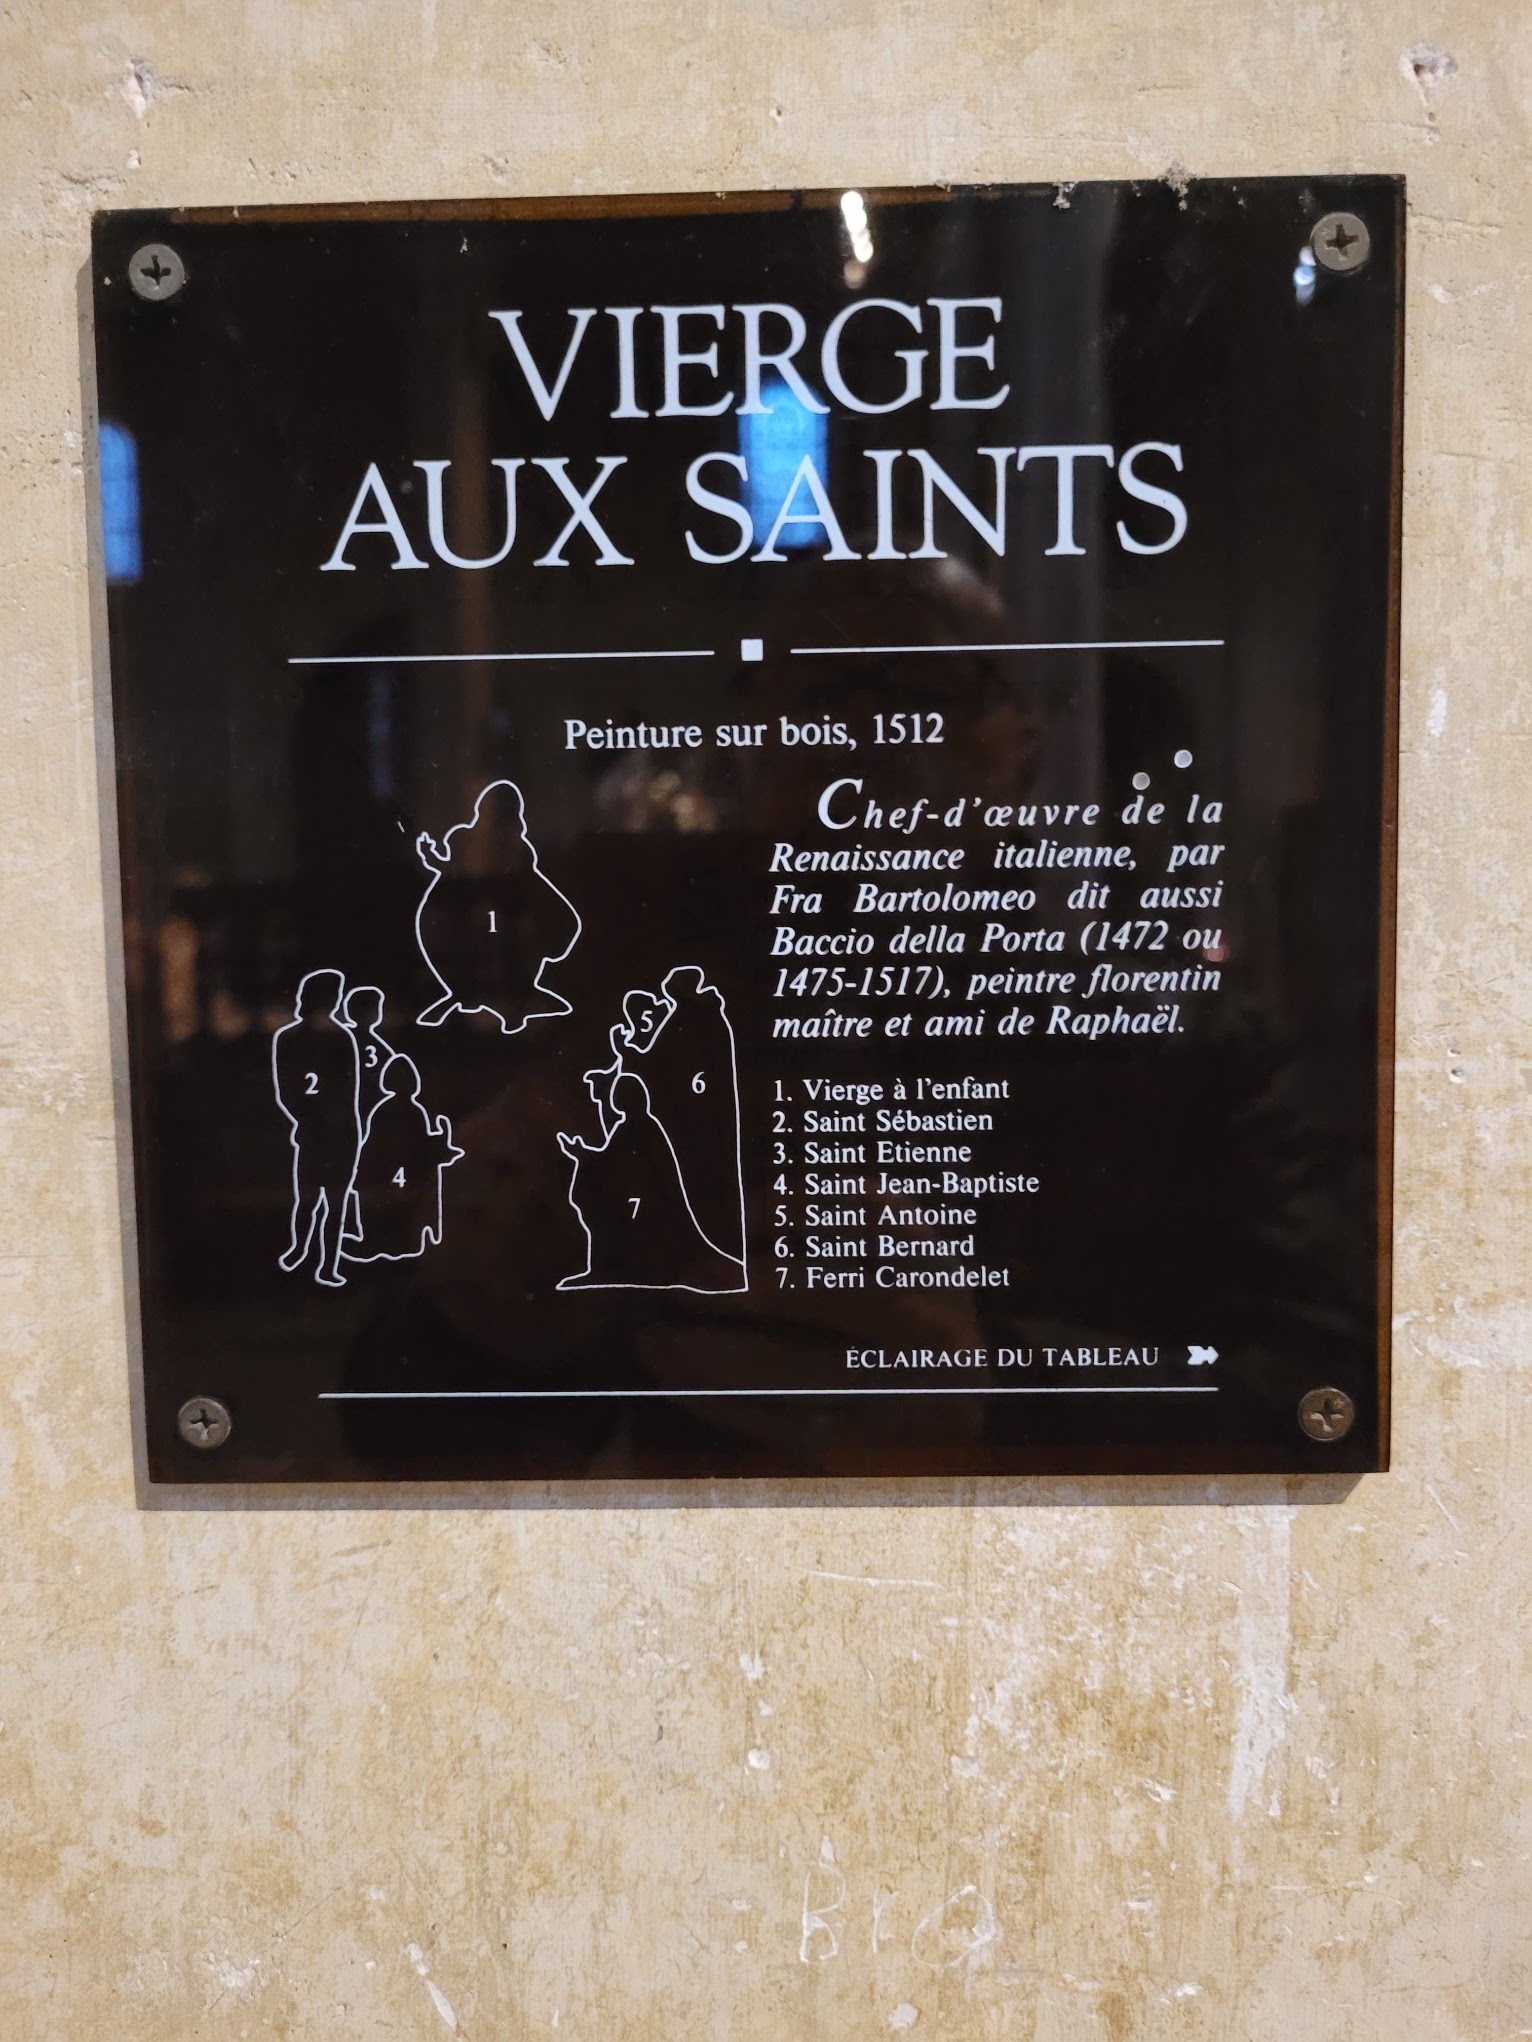 VIERGE
AUX SAINTS
Peinture sur bois, 1512
Chef-d'œuvre de la
Renaissance italienne, par
Fra Bartolomeo dit aussi
Baccio della Porta (1472 ou
1475-1517), peintre florentin
maître et ami de Raphaël.
1
2
3
4
5
6
7
1. Vierge à l'enfant
2. Saint Sébastien
3. Saint Etienne
4. Saint Jean-Baptiste
5. Saint Antoine
6. Saint Bernard
7. Ferri Carondelet
ÉCLAIRAGE DU TABLEAU
Bro